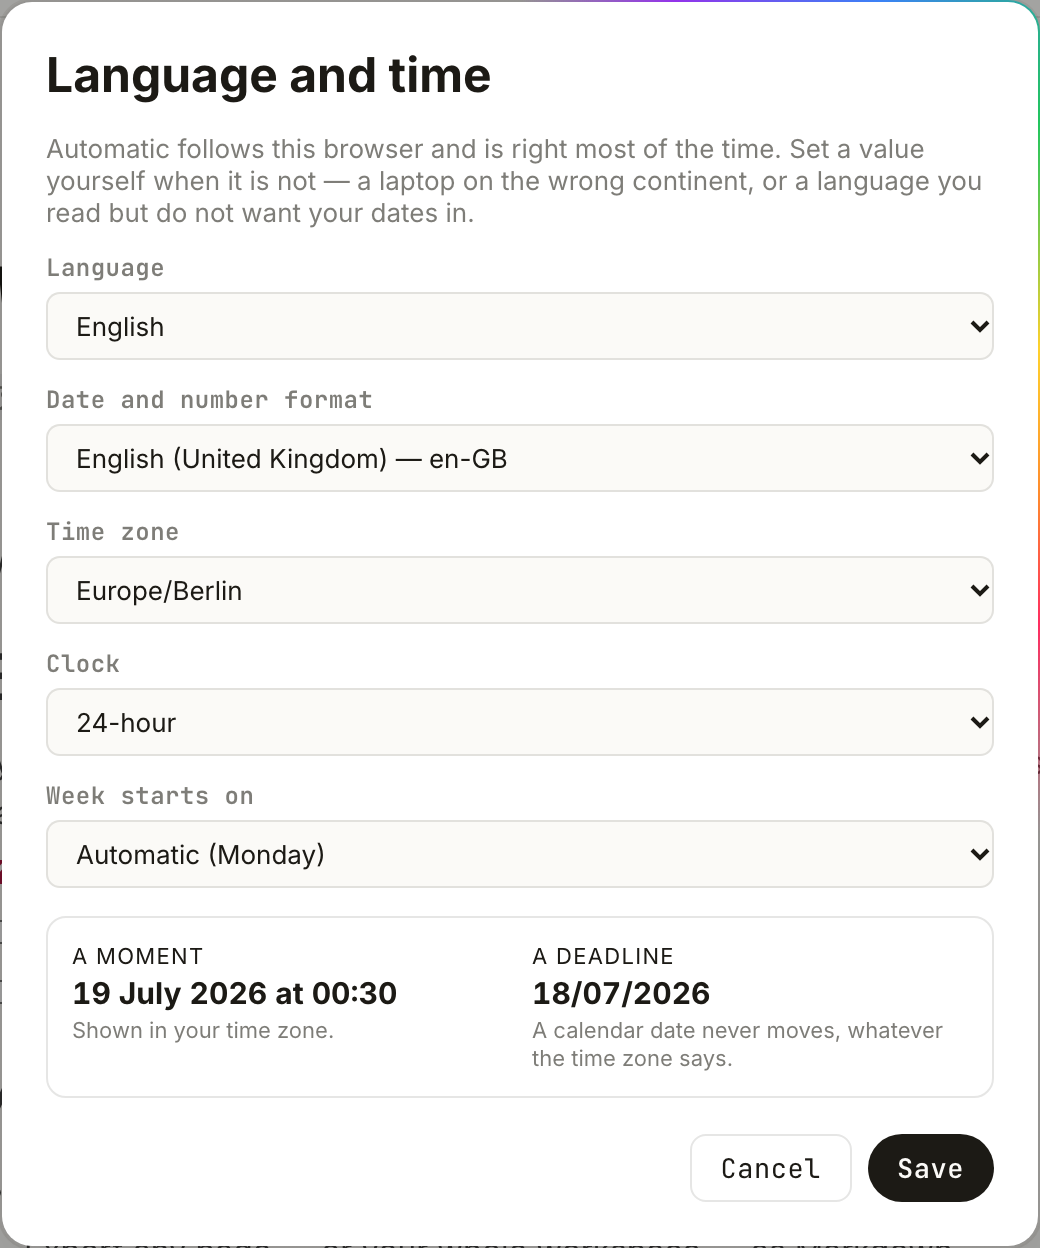 Language and time
Automatic follows this browser and is right most of the time. Set a value
yourself when it is not — a laptop on the wrong continent, or a language you
read but do not want your dates in.
Language
English
Date and number format
English (United Kingdom) — en-GB
Time zone
Europe/Berlin
Clock
24-hour
Week starts on
Automatic (Monday)
A MOMENT
19 July 2026 at 00:30
Shown in your time zone.
A DEADLINE
18/07/2026
A calendar date never moves, whatever
the time zone says.
Cancel
Save